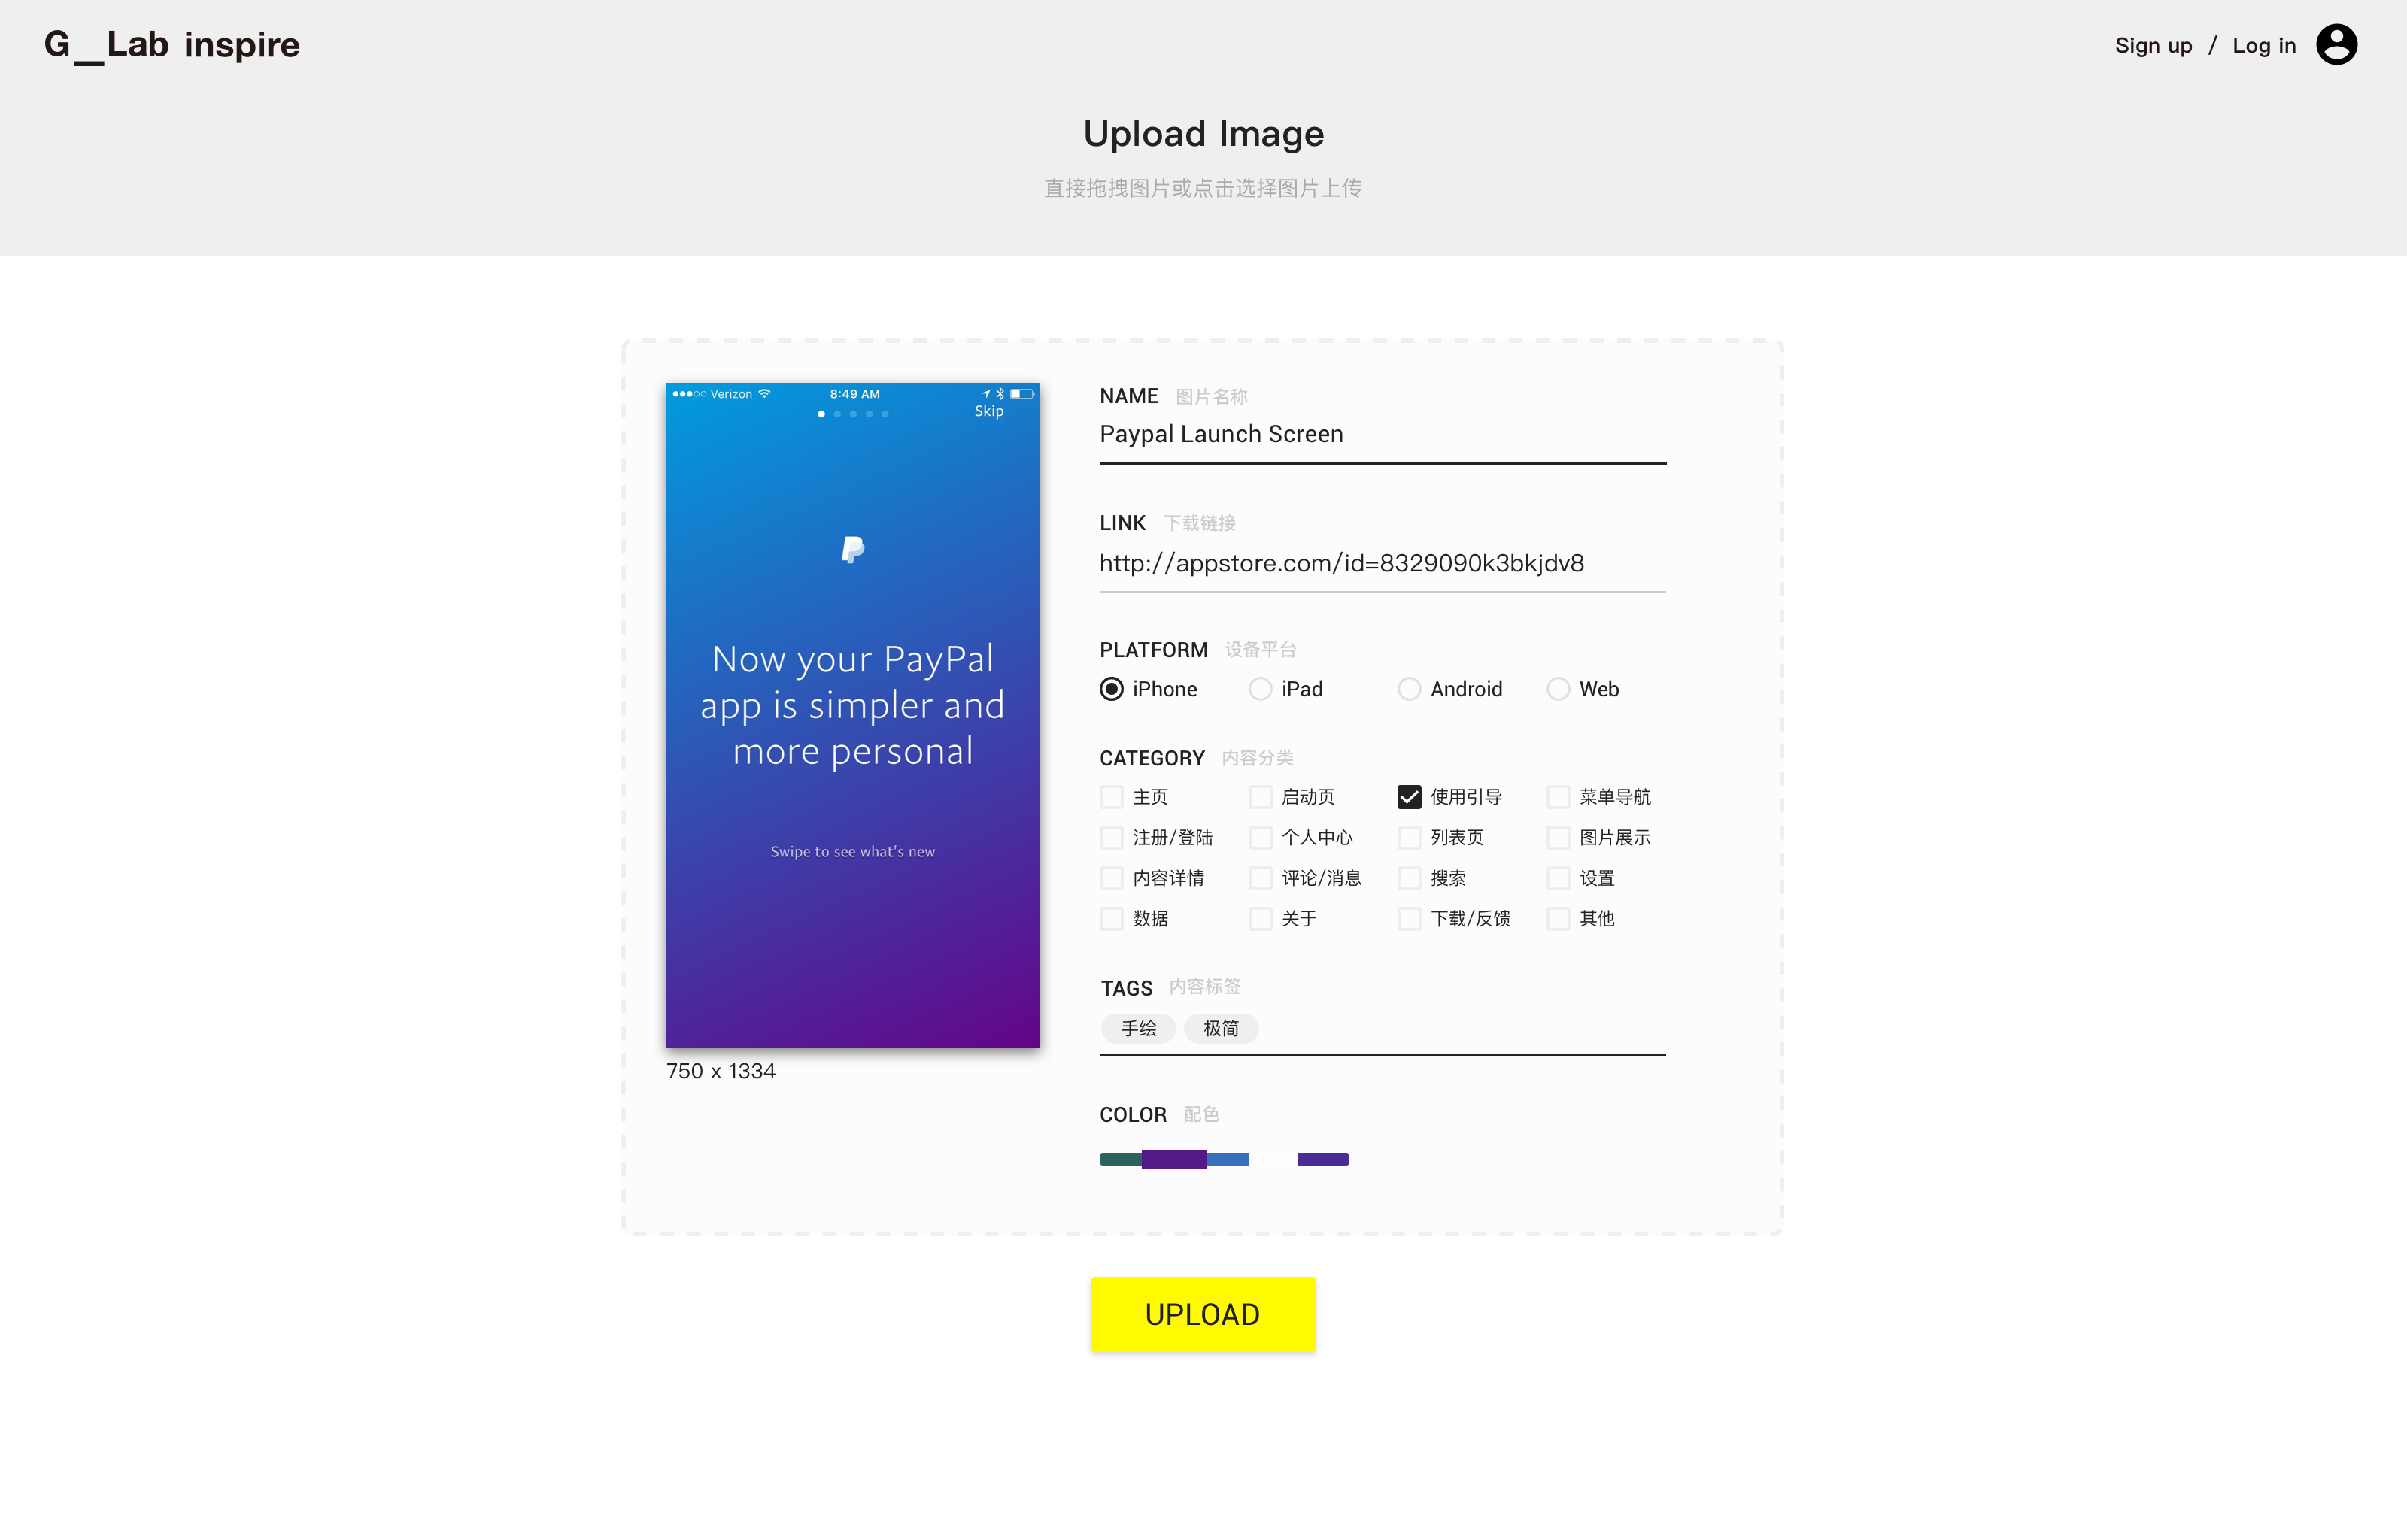 G__Lab inspire
Sign up / Log in
Upload Image
直接拖拽图片或点击选择图片上传
Verizon 8:49 AM
Skip
Now your PayPal
app is simpler and
more personal
Swipe to see what's new
750 x 1334
NAME 图片名称
Paypal Launch Screen
LINK 下载链接
http://appstore.com/id=8329090k3bkjdv8
PLATFORM 设备平台
iPhone iPad Android Web
CATEGORY 内容分类
主页 启动页 使用引导 菜单导航
注册/登陆 个人中心 列表页 图片展示
内容详情 评论/消息 搜索 设置
数据 关于 下载/反馈 其他
TAGS 内容标签
手绘 极简
COLOR 配色
UPLOAD